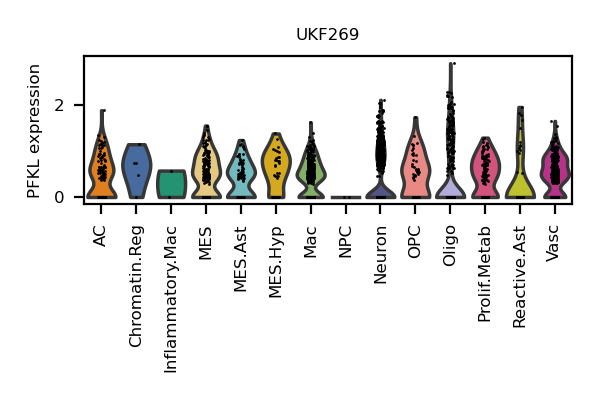 UKF269
PFKL expression
2
0
AC
Chromatin.Reg
Inflammatory.Mac
MES
MES.Ast
MES.Hyp
Mac
NPC
Neuron
OPC
Oligo
Prolif.Metab
Reactive.Ast
Vasc